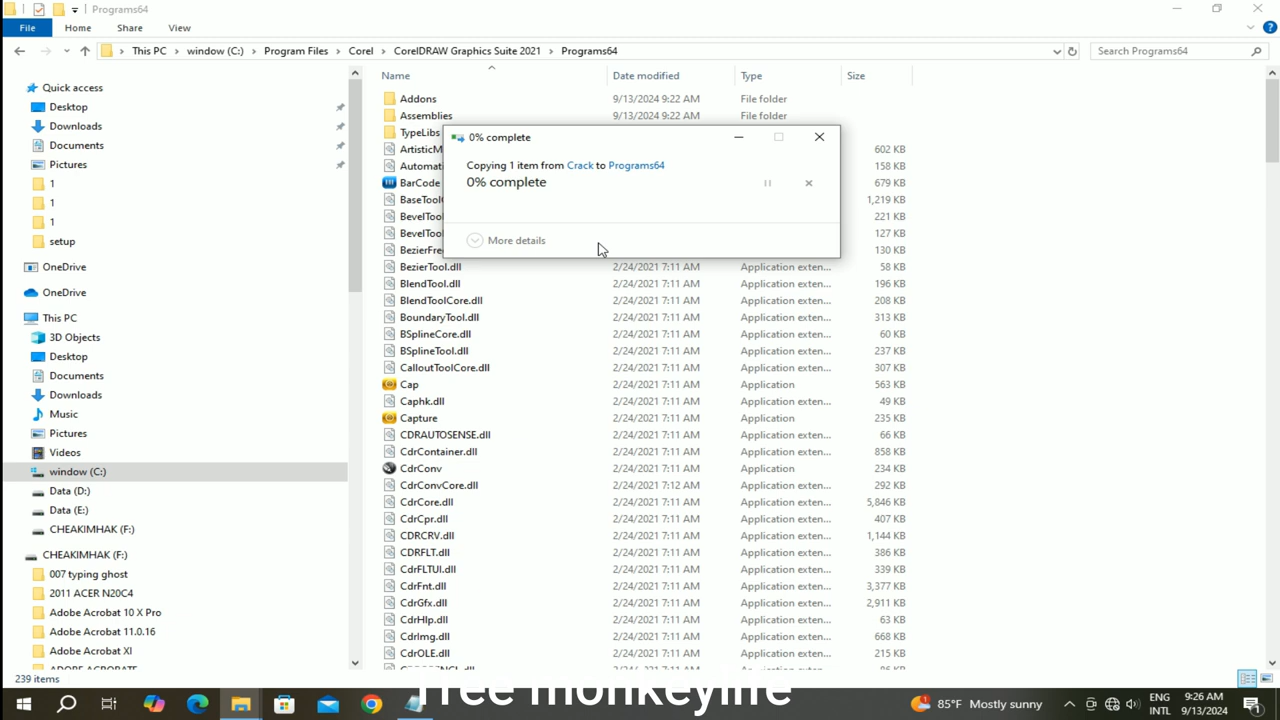 Programs64
File
Home
Share
View
This PC
window (C:)
Program Files
Corel
CorelDRAW Graphics Suite 2021
Programs64
Search Programs64
Name
Date modified
Type
Size
Quick access
Desktop
Downloads
Documents
Pictures
1
1
1
setup
OneDrive
OneDrive
This PC
3D Objects
Desktop
Documents
Downloads
Music
Pictures
Videos
window (C:)
Data (D:)
Data (E:)
CHEAKIMHAK (F:)
CHEAKIMHAK (F:)
007 typing ghost
2011 ACER N20C4
Adobe Acrobat 10 X Pro
Adobe Acrobat 11.0.16
Adobe Acrobat XI
ADOBE ACROBATE
Addons 9/13/2024 9:22 AM File folder
Assemblies 9/13/2024 9:22 AM File folder
TypeLibs
ArtisticM 602 KB
Automati 158 KB
BarCode 679 KB
BaseTool 1,219 KB
BevelToo 221 KB
BevelToo 127 KB
BezierFre 130 KB
0% complete
Copying 1 item from Crack to Programs64
0% complete
More details
BezierTool.dll 2/24/2021 7:11 AM Application exten... 58 KB
BlendTool.dll 2/24/2021 7:11 AM Application exten... 196 KB
BlendToolCore.dll 2/24/2021 7:11 AM Application exten... 208 KB
BoundaryTool.dll 2/24/2021 7:11 AM Application exten... 313 KB
BSplineCore.dll 2/24/2021 7:11 AM Application exten... 60 KB
BSplineTool.dll 2/24/2021 7:11 AM Application exten... 237 KB
CalloutToolCore.dll 2/24/2021 7:11 AM Application exten... 307 KB
Cap 2/24/2021 7:11 AM Application 563 KB
Caphk.dll 2/24/2021 7:11 AM Application exten... 49 KB
Capture 2/24/2021 7:11 AM Application 235 KB
CDRAUTOSENSE.dll 2/24/2021 7:11 AM Application exten... 66 KB
CdrContainer.dll 2/24/2021 7:11 AM Application exten... 858 KB
CdrConv 2/24/2021 7:11 AM Application 234 KB
CdrConvCore.dll 2/24/2021 7:12 AM Application exten... 292 KB
CdrCore.dll 2/24/2021 7:11 AM Application exten... 5,846 KB
CdrCpr.dll 2/24/2021 7:11 AM Application exten... 407 KB
CDRCRV.dll 2/24/2021 7:11 AM Application exten... 1,144 KB
CDRFLT.dll 2/24/2021 7:11 AM Application exten... 386 KB
CdrFLTUI.dll 2/24/2021 7:11 AM Application exten... 339 KB
CdrFnt.dll 2/24/2021 7:11 AM Application exten... 3,377 KB
CdrGfx.dll 2/24/2021 7:11 AM Application exten... 2,911 KB
CdrHlp.dll 2/24/2021 7:11 AM Application exten... 63 KB
CdrImg.dll 2/24/2021 7:11 AM Application exten... 668 KB
CdrOLE.dll 2/24/2021 7:11 AM Application exten... 215 KB
239 items
Free monkeylife
85°F Mostly sunny
ENG
INTL
9:26 AM
9/13/2024